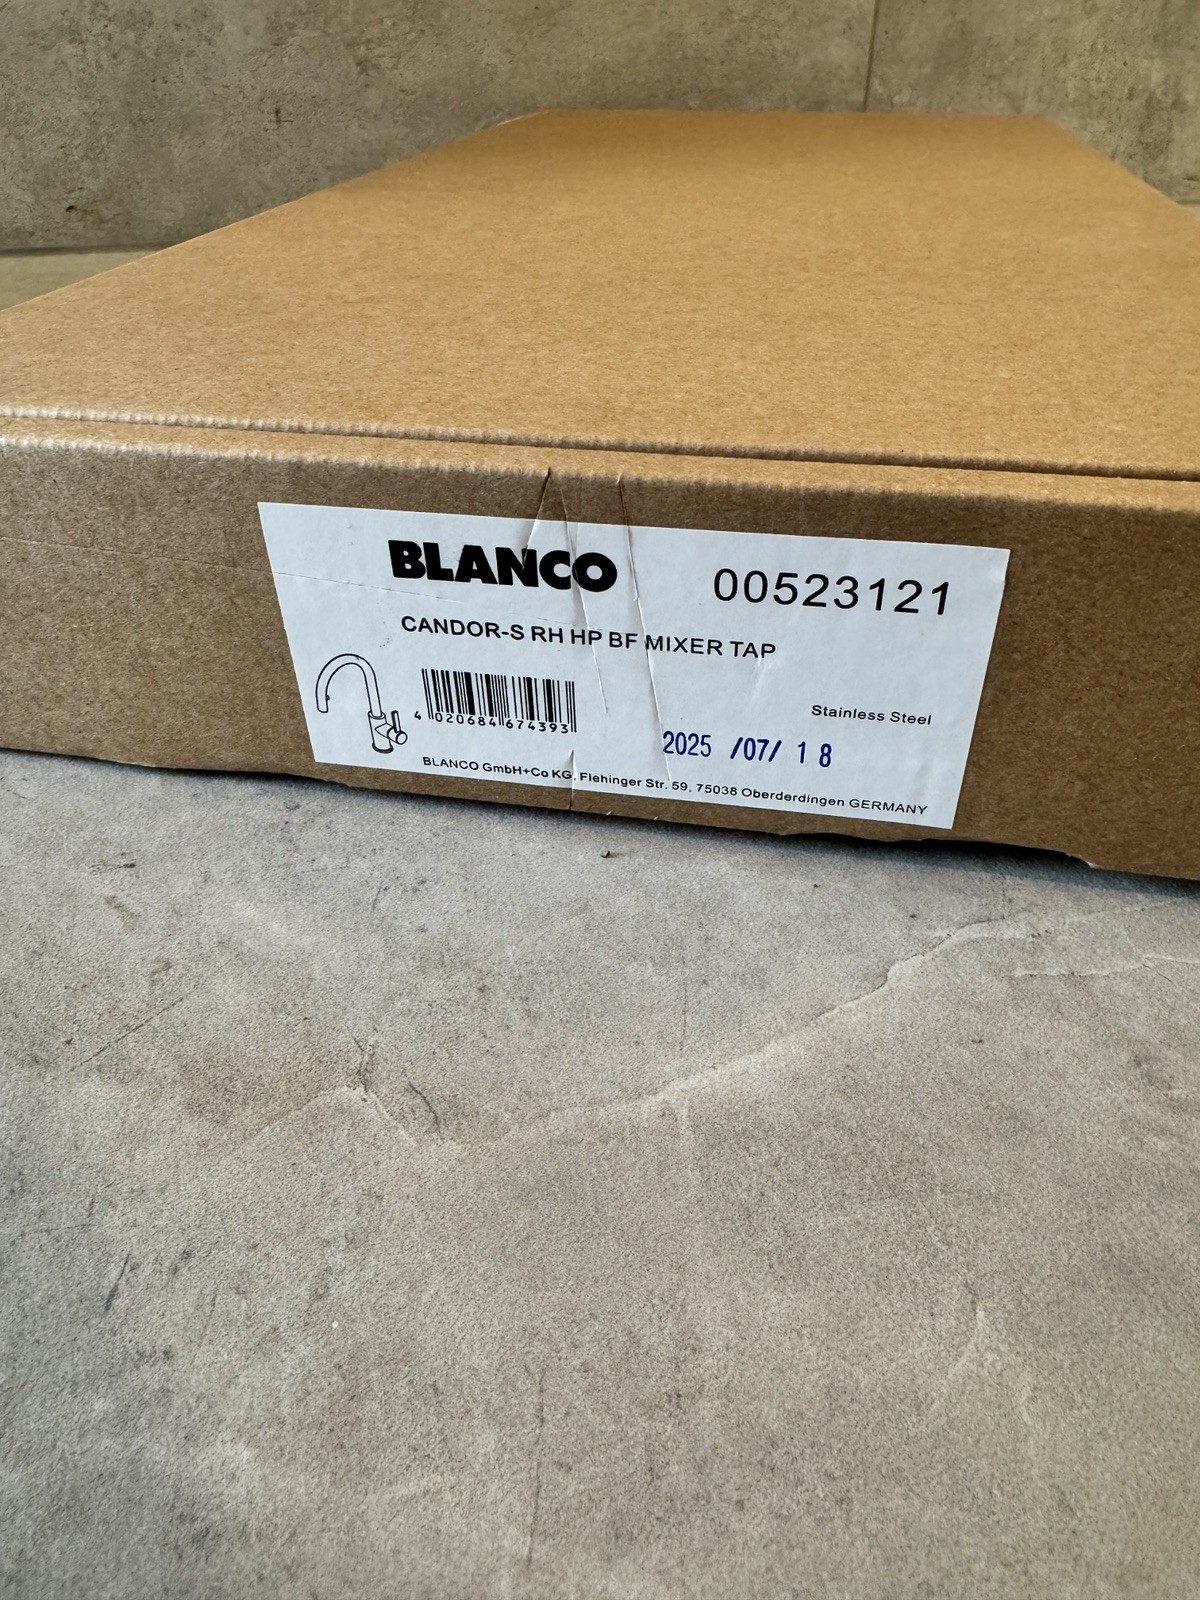 BLANCO
00523121
CANDOR-S RH HP BF MIXER TAP
4 020684 674393
Stainless Steel
2025 /07/ 18
BLANCO GmbH+Co KG, Flehinger Str. 59, 75038 Oberderdingen GERMANY